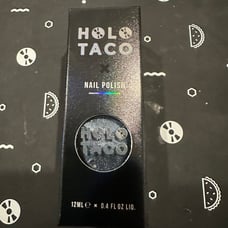 HOLO
TACO
NAIL POLISH
HOLO
TACO
12ML ℮ × 0.4 FL OZ LIQ.